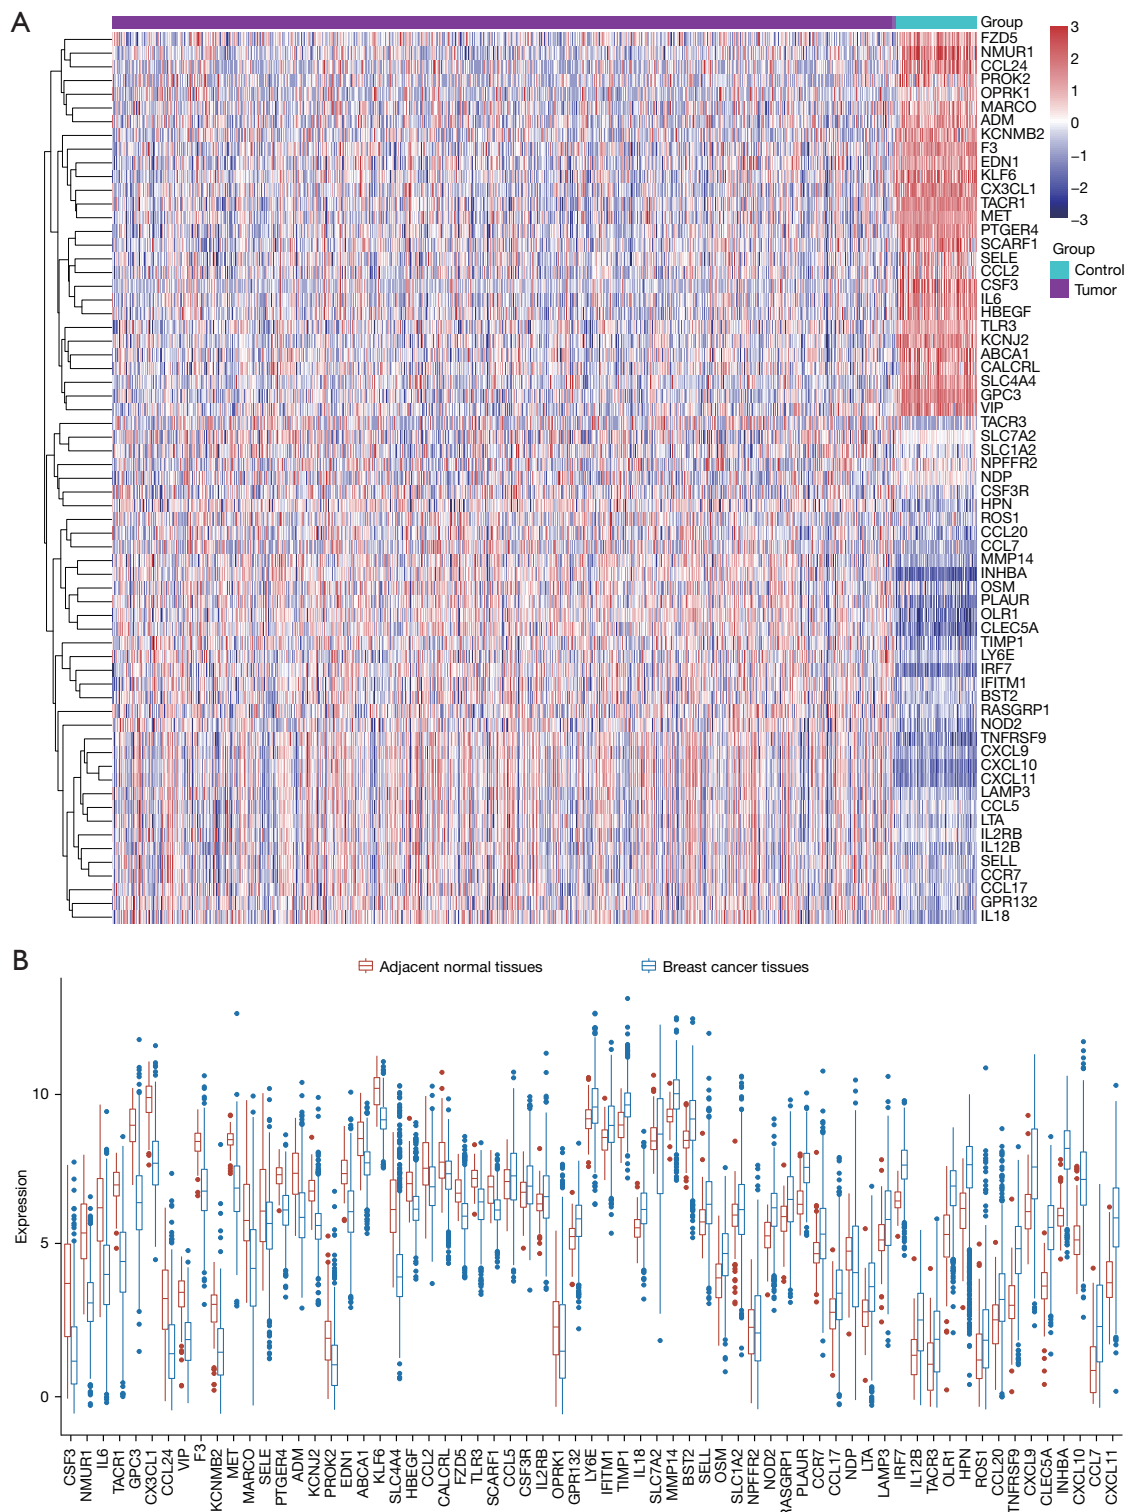 A
Group
FZD5
NMUR1
CCL24
PROK2
OPRK1
MARCO
ADM
KCNMB2
F3
EDN1
KLF6
CX3CL1
TACR1
MET
PTGER4
SCARF1
SELE
CCL2
CSF3
IL6
HBEGF
TLR3
KCNJ2
ABCA1
CALCRL
SLC4A4
GPC3
VIP
TACR3
SLC7A2
SLC1A2
NPFFR2
NDP
CSF3R
HPN
ROS1
CCL20
CCL7
MMP14
INHBA
OSM
PLAUR
OLR1
CLEC5A
TIMP1
LY6E
IRF7
IFITM1
BST2
RASGRP1
NOD2
TNFRSF9
CXCL9
CXCL10
CXCL11
LAMP3
CCL5
LTA
IL2RB
IL12B
SELL
CCR7
CCL17
GPR132
IL18
3
2
1
0
−1
−2
−3
Group
Control
Tumor
B
Adjacent normal tissues
Breast cancer tissues
Expression
10
5
0
CSF3
NMUR1
IL6
TACR1
GPC3
CX3CL1
CCL24
VIP
F3
KCNMB2
MET
MARCO
SELE
PTGER4
ADM
KCNJ2
PROK2
EDN1
ABCA1
KLF6
SLC4A4
HBEGF
CCL2
CALCRL
FZD5
TLR3
SCARF1
CCL5
CSF3R
IL2RB
OPRK1
GPR132
LY6E
IFITM1
TIMP1
IL18
SLC7A2
MMP14
BST2
SELL
OSM
SLC1A2
NPFFR2
NOD2
RASGRP1
PLAUR
CCR7
CCL17
NDP
LTA
LAMP3
IRF7
IL12B
TACR3
OLR1
HPN
ROS1
CCL20
TNFRSF9
CXCL9
CLEC5A
INHBA
CXCL10
CCL7
CXCL11